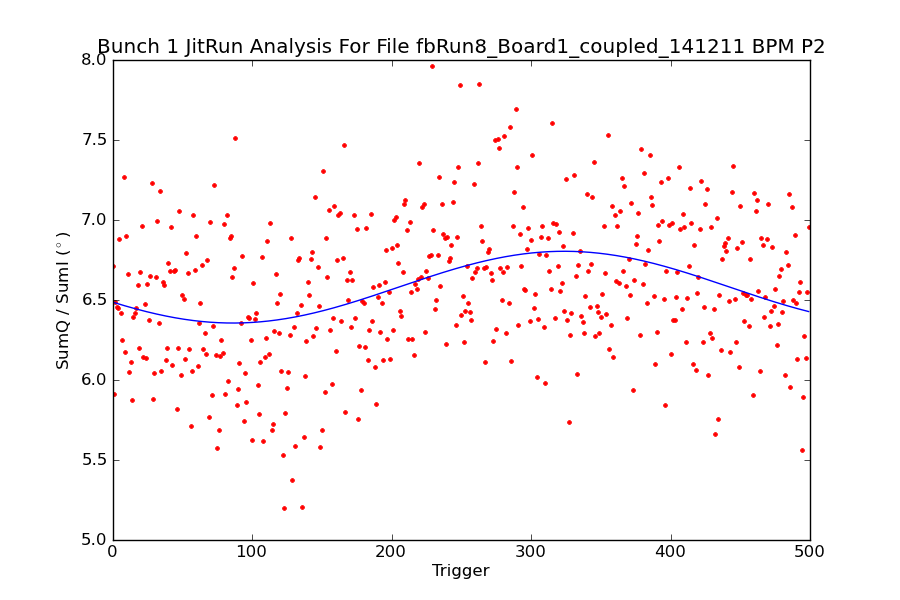 Bunch 1 JitRun Analysis For File fbRun8_Board1_coupled_141211 BPM P2
8.0
7.5
7.0
6.5
6.0
5.5
5.0
SumQ / SumI (°)
0 100 200 300 400 500
Trigger